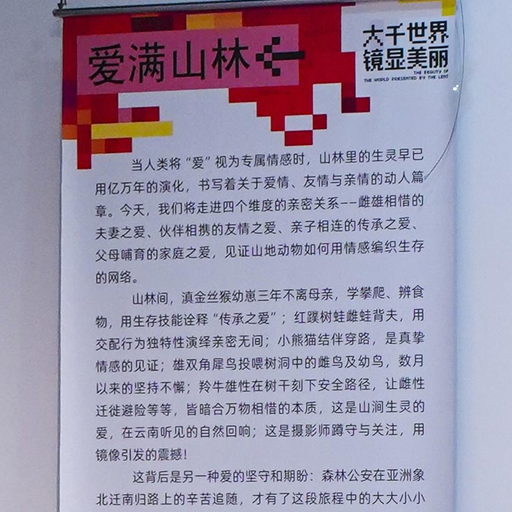 爱满山林
大千世界
镜显美丽
THE BEAUTY OF
THE WORLD PRESENTED BY THE LENS
当人类将“爱”视为专属情感时，山林里的生灵早已
用亿万年的演化，书写着关于爱情、友情与亲情的动人篇
章。今天，我们将走进四个维度的亲密关系——雌雄相惜的
夫妻之爱、伙伴相携的友情之爱、亲子相连的传承之爱、
父母哺育的家庭之爱，见证山地动物如何用情感编织生存
的网络。
山林间，滇金丝猴幼崽三年不离母亲，学攀爬、辨食
物，用生存技能诠释“传承之爱”；红蹼树蛙雌蛙背夫，用
交配行为独特性演绎亲密无间；小熊猫结伴穿路，是真挚
情感的见证；雄双角犀鸟投喂树洞中的雌鸟及幼鸟，数月
以来的坚持不懈；羚牛雄性在树干刻下安全路径，让雌性
迁徙避险等等，皆暗合万物相惜的本质，这是山涧生灵的
爱，在云南听见的自然回响；这是摄影师蹲守与关注，用
镜像引发的震撼！
这背后是另一种爱的坚守和期盼：森林公安在亚洲象
北迁南归路上的辛苦追随，才有了这段旅程中的大大小小